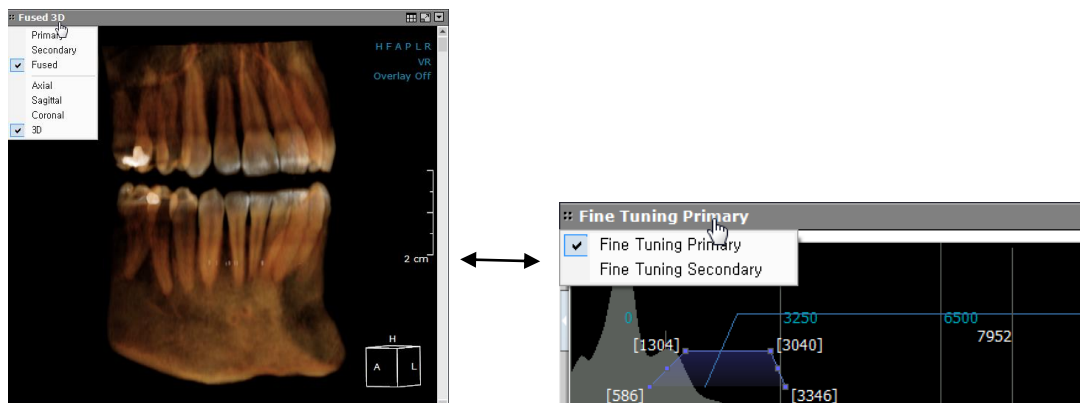 Fused 3D
Primary
Secondary
Fused
Axial
Sagittal
Coronal
3D
H F A P L R
VR
Overlay Off
2 cm
H
A L
Fine Tuning Primary
Fine Tuning Primary
Fine Tuning Secondary
0 3250 6500
7952
[1304] [3040]
[586] [3346]